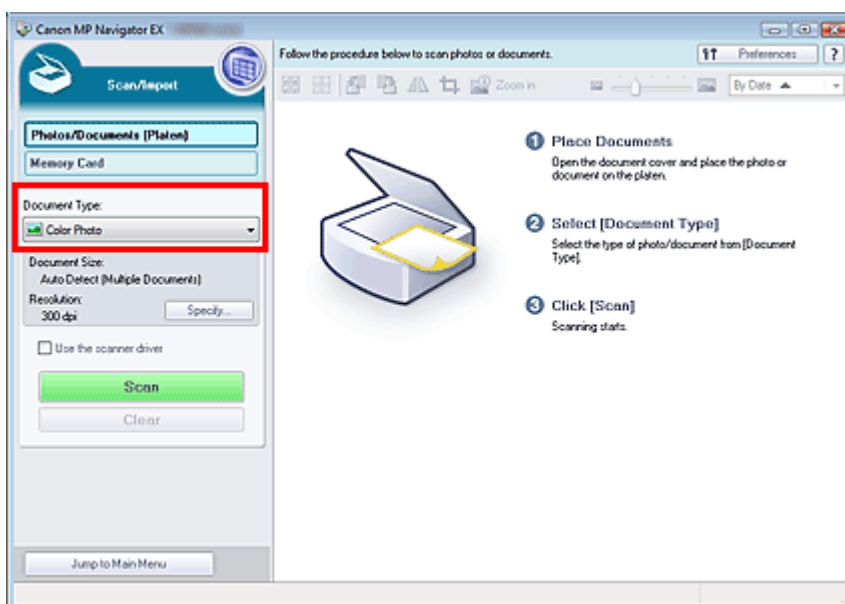 Canon MP Navigator EX
Scan/Import
Follow the procedure below to scan photos or documents.
Preferences
?
Zoom in
By Date
Photos/Documents (Platen)
Memory Card
Document Type:
Color Photo
Document Size:
Auto Detect (Multiple Documents)
Resolution:
300 dpi
Specify...
Use the scanner driver
Scan
Clear
Jump to Main Menu
1 Place Documents
Open the document cover and place the photo or
document on the platen.
2 Select [Document Type]
Select the type of photo/document from [Document
Type].
3 Click [Scan]
Scanning starts.